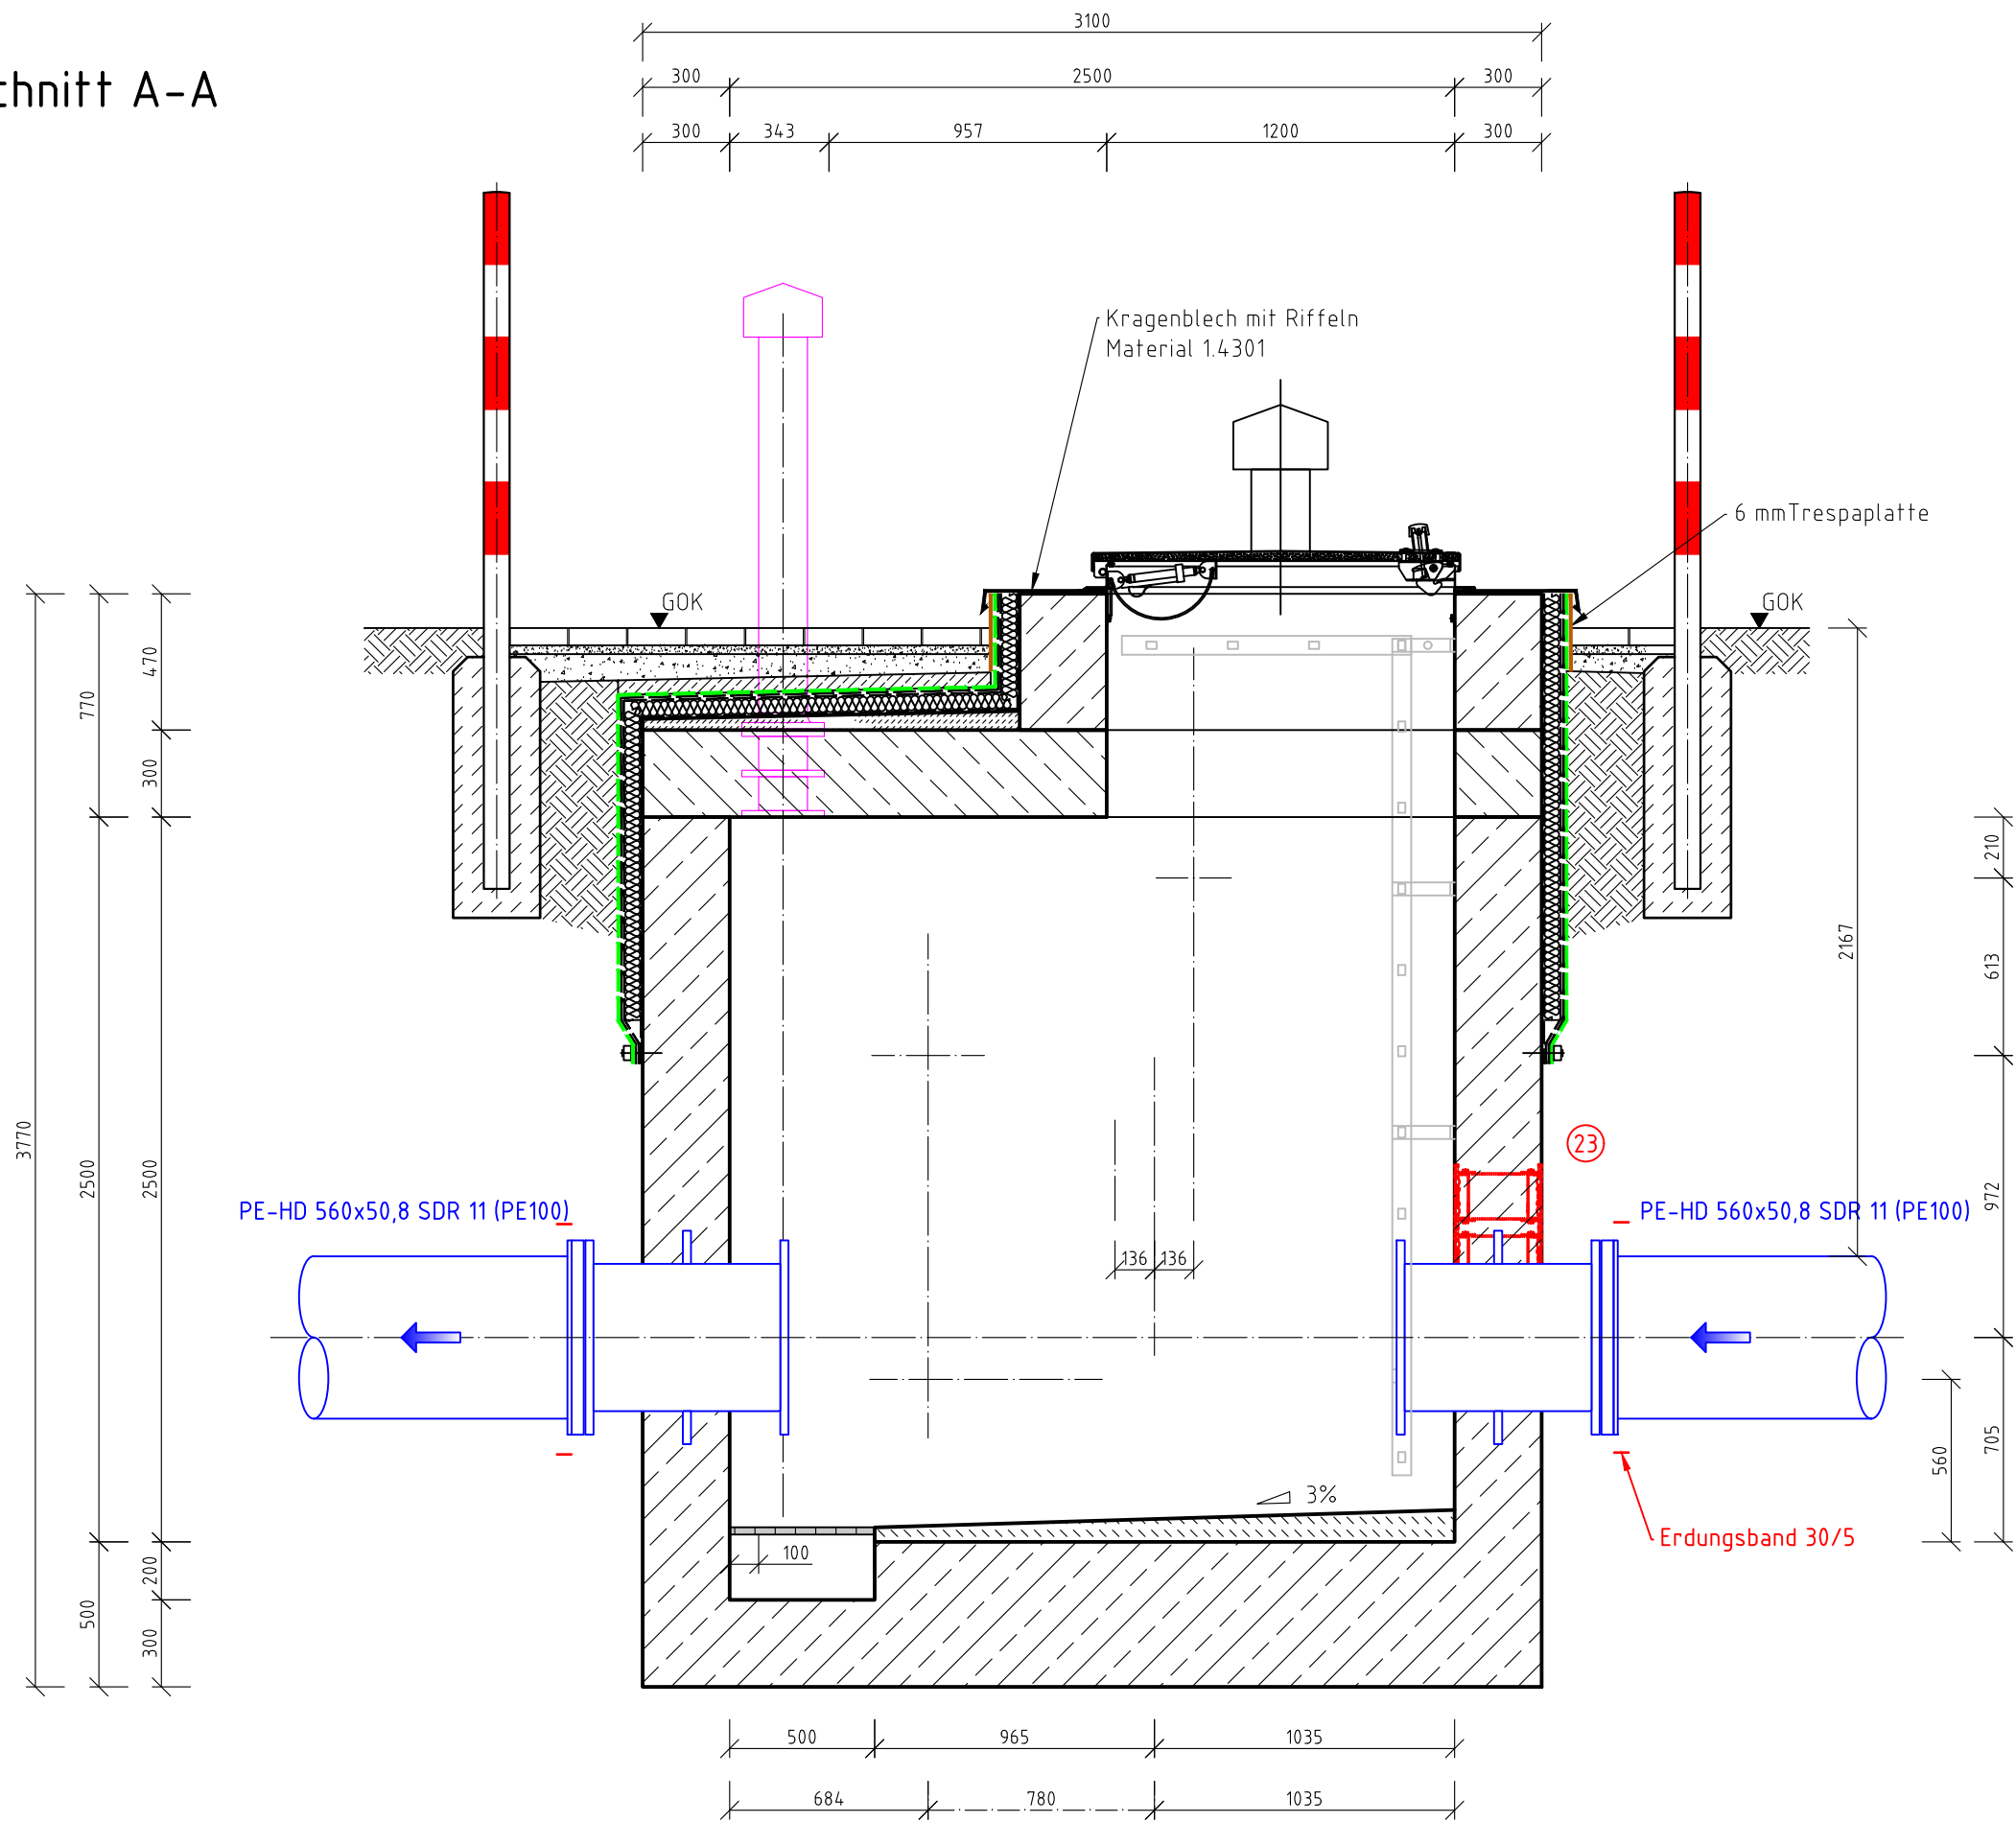 3100
chnitt A-A
300 2500 300
300 343 957 1200 300
Kragenblech mit Riffeln
Material 1.4301
6 mmTrespaplatte
GOK
GOK
470
770
300
210
2167
613
3770
2500
2500
23
972
PE-HD 560x50,8 SDR 11 (PE100)
PE-HD 560x50,8 SDR 11 (PE100)
136 136
705
560
3%
Erdungsband 30/5
100
200
500
300
500 965 1035
684 780 1035